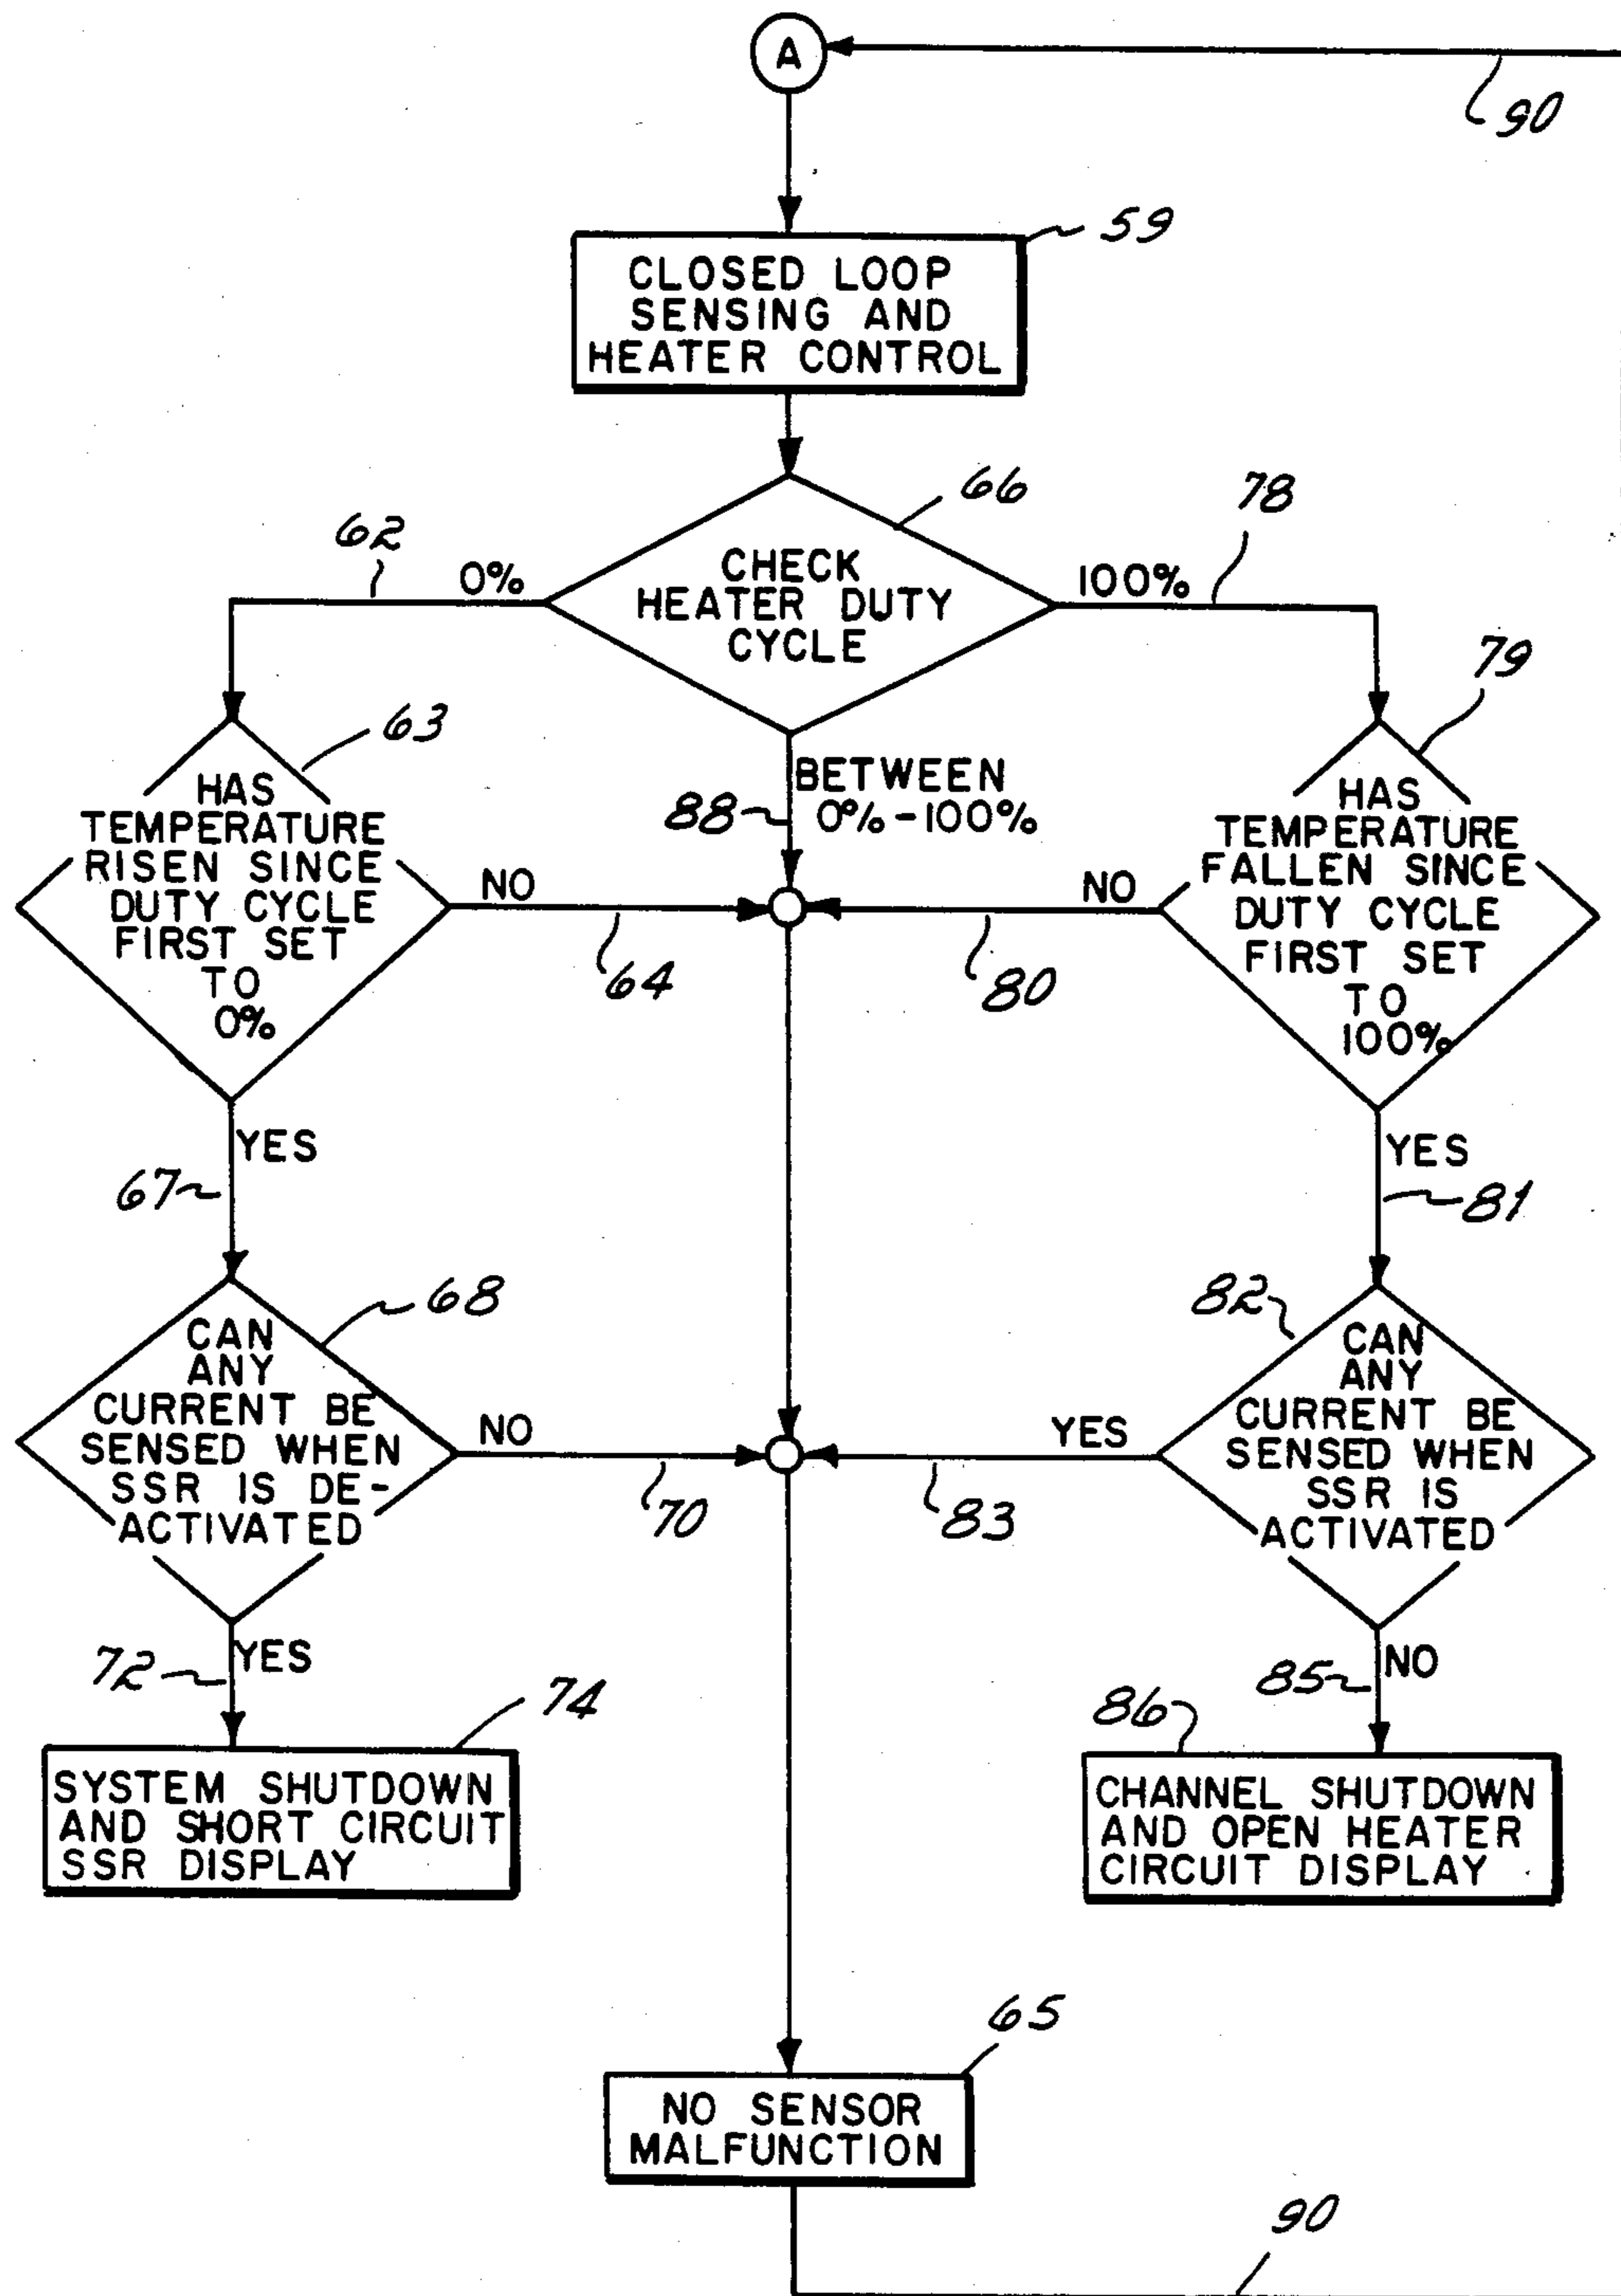 A
90
59
CLOSED LOOP
SENSING AND
HEATER CONTROL
66
78
62
0%
100%
CHECK
HEATER DUTY
CYCLE
79
63
HAS
TEMPERATURE
RISEN SINCE
DUTY CYCLE
FIRST SET
TO
0%
BETWEEN
0%-100%
88
HAS
TEMPERATURE
FALLEN SINCE
DUTY CYCLE
FIRST SET
TO
100%
NO
NO
64
80
YES
67
YES
81
68
82
CAN
ANY
CURRENT BE
SENSED WHEN
SSR IS DE-
ACTIVATED
CAN
ANY
CURRENT BE
SENSED WHEN
SSR IS
ACTIVATED
NO
YES
70
83
YES
72
NO
85
74
86
SYSTEM SHUTDOWN
AND SHORT CIRCUIT
SSR DISPLAY
CHANNEL SHUTDOWN
AND OPEN HEATER
CIRCUIT DISPLAY
65
NO SENSOR
MALFUNCTION
90